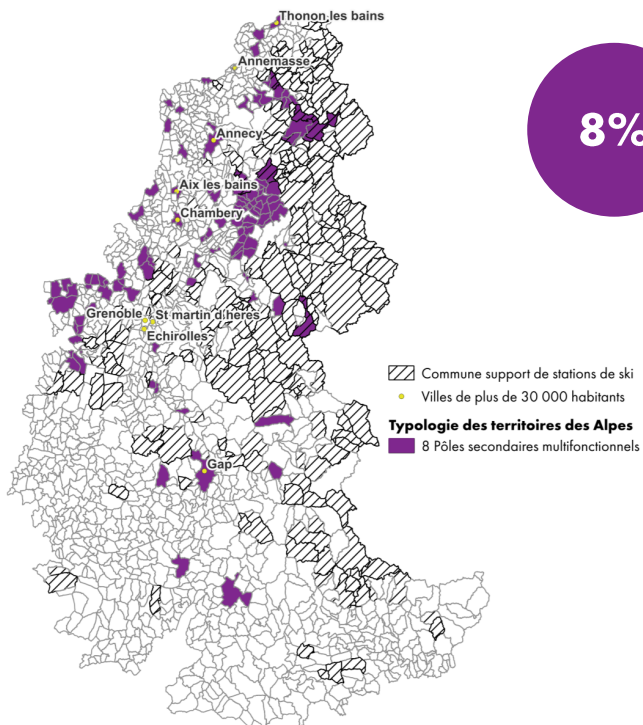 Thonon les bains
Annemasse
8%
Annecy
Aix les bains
Chambery
Grenoble
St martin d hères
Echirolles
Commune support de stations de ski
Villes de plus de 30 000 habitants
Typologie des territoires des Alpes
8 Pôles secondaires multifonctionnels
Gap